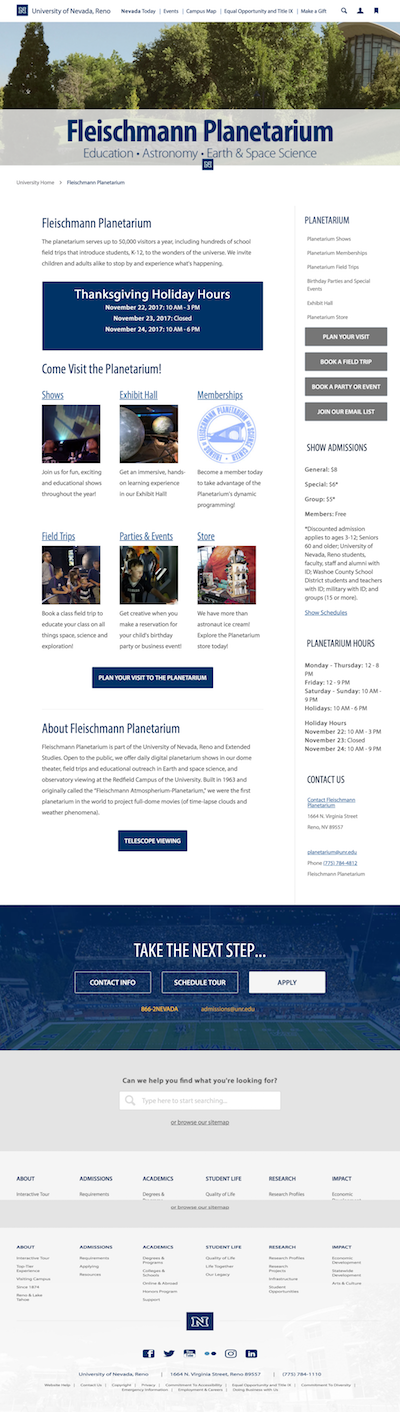 University of Nevada, Reno
Nevada Today | Events | Campus Map | Equal Opportunity and Title IX | Make a Gift
Fleischmann Planetarium
Education • Astronomy • Earth & Space Science
University Home > Fleischmann Planetarium
Fleischmann Planetarium
The planetarium serves up to 50,000 visitors a year, including hundreds of school
field trips that introduce students, K-12, to the wonders of the universe. We invite
children and adults alike to stop by and experience what's happening.
Thanksgiving Holiday Hours
November 22, 2017: 10 AM - 3 PM
November 23, 2017: Closed
November 24, 2017: 10 AM - 6 PM
Come Visit the Planetarium!
Shows
Join us for fun, exciting
and educational shows
throughout the year!
Exhibit Hall
Get an immersive, hands-
on learning experience
in our Exhibit Hall!
Memberships
FLEISCHMANN PLANETARIUM
Become a member today
to take advantage of the
Planetarium's dynamic
programing!
Field Trips
Book a class field trip to
educate your class on all
things space, science and
exploration!
Parties & Events
Get creative when you
make a reservation for
your child's birthday
party or business event!
Store
We have more than
astronaut ice cream!
Explore the Planetarium
store today!
PLAN YOUR VISIT TO THE PLANETARIUM
About Fleischmann Planetarium
Fleischmann Planetarium is part of the University of Nevada, Reno and Extended
Studies. Open to the public, we offer daily digital planetarium shows in our dome
theater, field trips and educational outreach in Earth and space science, and
observatory viewing at the Redfield Campus of the University. Built in 1963 and
originally called the "Fleischmann Atmospherium-Planetarium," we were the first
planetarium in the world to project full-dome movies (of time-lapse clouds and
weather phenomena).
TELESCOPE VIEWING
PLANETARIUM
Planetarium Shows
Planetarium Memberships
Planetarium Field Trips
Birthday Parties and Special
Events
Exhibit Hall
Planetarium Store
PLAN YOUR VISIT
BOOK A FIELD TRIP
BOOK A PARTY OR EVENT
JOIN OUR EMAIL LIST
SHOW ADMISSIONS
General: $8
Special: $6*
Group: $5*
Members: Free
*Discounted admission
applies to ages 3-12; Seniors
60 and older; University of
Nevada, Reno students,
faculty, staff and alumni with
ID; Washoe County School
District students and teachers
with ID; military with ID; and
groups (15 or more).
Show Schedules
PLANETARIUM HOURS
Monday - Thursday: 12 - 8
PM
Friday: 12 - 9 PM
Saturday - Sunday: 10 AM -
9 PM
Holidays: 10 AM - 6 PM
Holiday Hours
November 22: 10 AM - 3 PM
November 23: Closed
November 24: 10 AM - 9 PM
CONTACT US
Contact Fleischmann
Planetarium
1664 N. Virginia Street
Reno, NV 89557
planetarium@unr.edu
Phone (775) 784-4812
Fleischmann Planetarium
TAKE THE NEXT STEP...
CONTACT INFO
SCHEDULE TOUR
APPLY
866-2NEVADA
admissions@unr.edu
Can we help you find what you're looking for?
Type here to start searching...
or browse our sitemap
ABOUT ADMISSIONS ACADEMICS STUDENT LIFE RESEARCH IMPACT
Interactive Tour Requirements Degrees & Quality of Life Research Profiles Economic
or browse our sitemap
ABOUT
Interactive Tour
Top-Tier
Experience
Visiting Campus
Since 1874
Reno & Lake
Tahoe
ADMISSIONS
Requirements
Applying
Resources
ACADEMICS
Degrees &
Programs
Colleges &
Schools
Online & Abroad
Honors Program
Support
STUDENT LIFE
Quality of Life
Life Together
Our Legacy
RESEARCH
Research Profiles
Research
Projects
Infrastructure
Student
Opportunities
IMPACT
Economic
Development
Statewide
Development
Arts & Culture
N
University of Nevada, Reno | 1664 N. Virginia Street, Reno 89557 | (775) 784-1110
Website Help | Contact Us | Copyright | Privacy | Commitment To Accessibility | Equal Opportunity and Title IX | Commitment To Diversity |
Emergency Information | Employment & Careers | Doing Business with Us